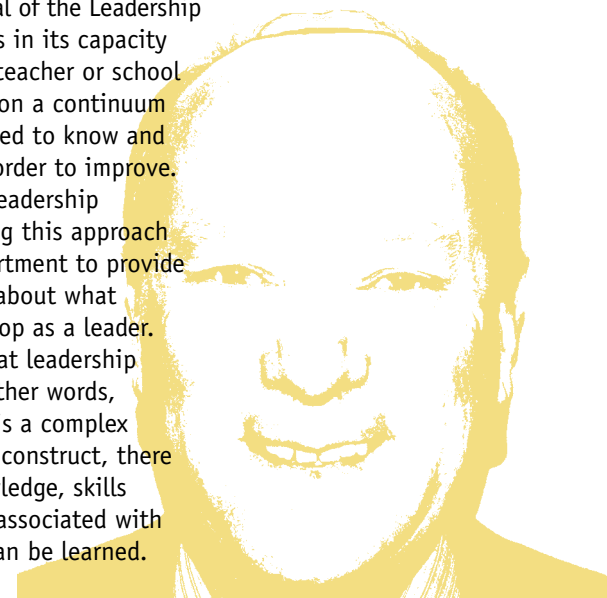 al of the Leadership
s in its capacity
teacher or school
on a continuum
ed to know and
order to improve.
eadership
g this approach
rtment to provide
about what
op as a leader.
at leadership
ther words,
s a complex
construct, there
ledge, skills
associated with
an be learned.